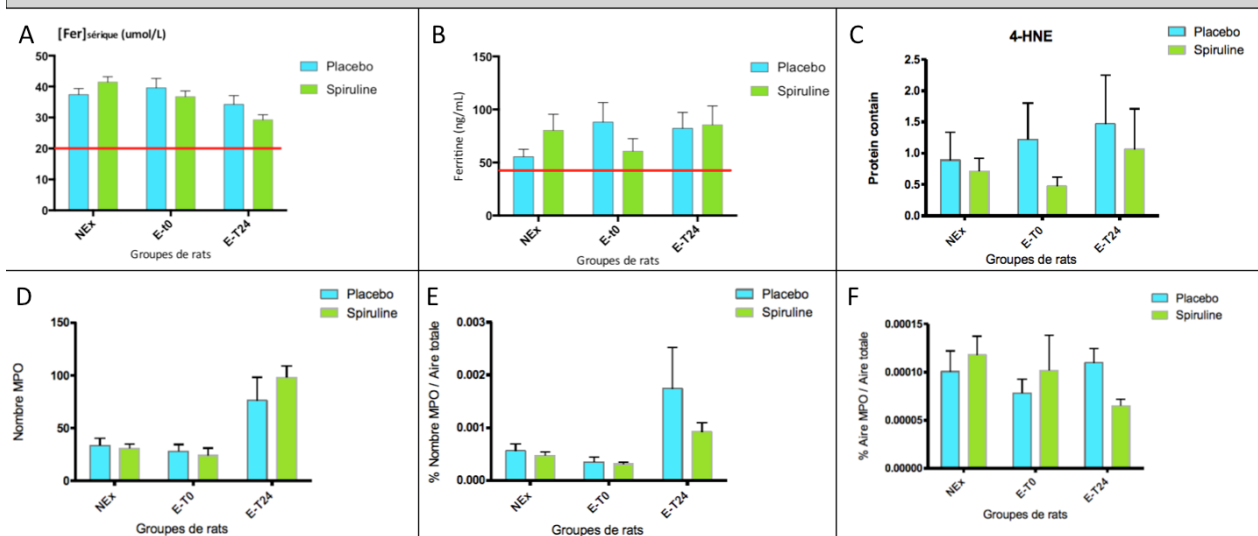 A
[Fer]sérique (umol/L)
Placebo
Spiruline
50
40
30
20
10
0
NEx
E-t0
E-T24
Groupes de rats
B
Placebo
Spiruline
Ferritine (ng/mL)
150
100
50
0
NEx
E-t0
E-T24
Groupes de rats
C
4-HNE
Placebo
Spiruline
Protein contain
2.5
2.0
1.5
1.0
0.5
0.0
NEx
E-T0
E-T24
Groupes de rats
D
Placebo
Spiruline
Nombre MPO
150
100
50
0
NEx
E-T0
E-T24
Groupes de rats
E
Placebo
Spiruline
% Nombre MPO / Aire totale
0.003
0.002
0.001
0.000
NEx
E-T0
E-T24
Groupes de rats
F
Placebo
Spiruline
% Aire MPO / Aire totale
0.00015
0.00010
0.00005
0.00000
NEx
E-T0
E-T24
Groupes de rats